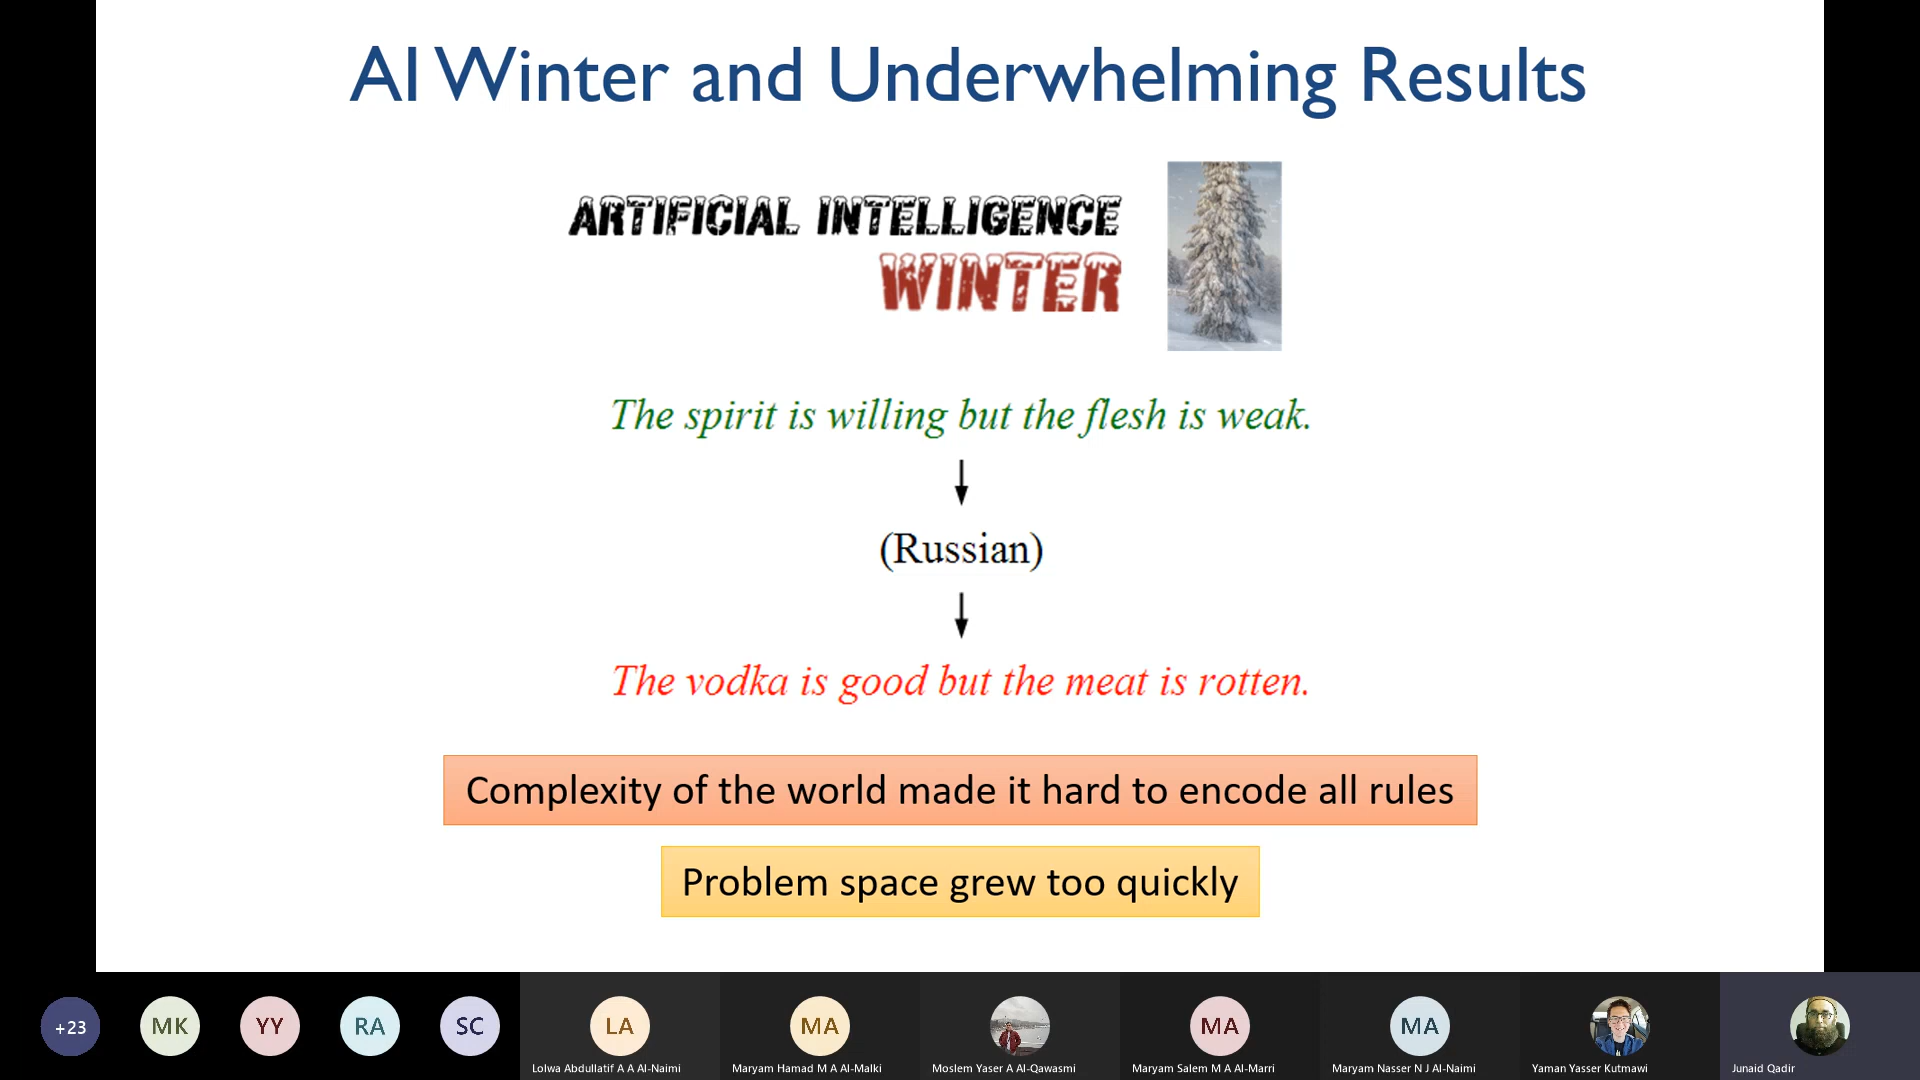 AI Winter and Underwhelming Results
ARTIFICIAL INTELLIGENCE
WINTER
The spirit is willing but the flesh is weak.
(Russian)
The vodka is good but the meat is rotten.
Complexity of the world made it hard to encode all rules
Problem space grew too quickly
+23
MK
YY
RA
SC
LA
MA
MA
MA
Lolwa Abdullatif A A Al-Naimi
Maryam Hamad M A Al-Malki
Moslem Yaser A Al-Qawasmi
Maryam Salem M A Al-Marri
Maryam Nasser N J Al-Naimi
Yaman Yasser Kutmawi
Junaid Qadir